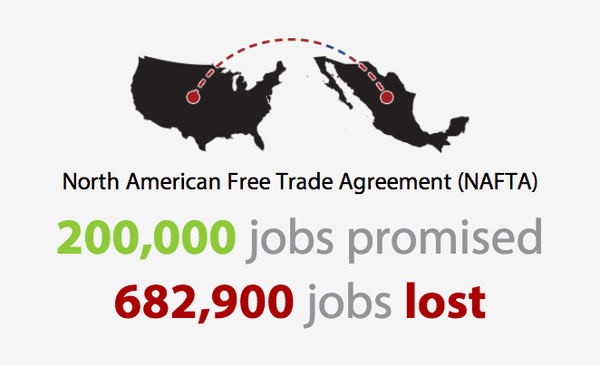 North American Free Trade Agreement (NAFTA)
200,000 jobs promised
682,900 jobs lost